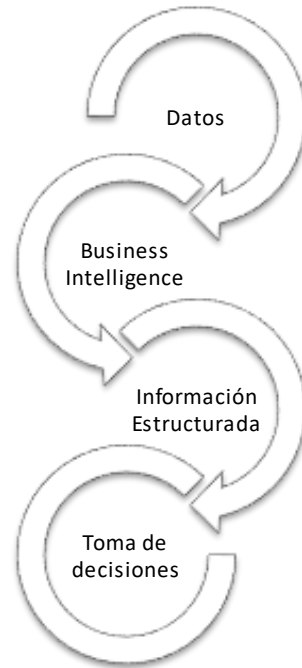 Datos
Business
Intelligence
Información
Estructurada
Toma de
decisiones